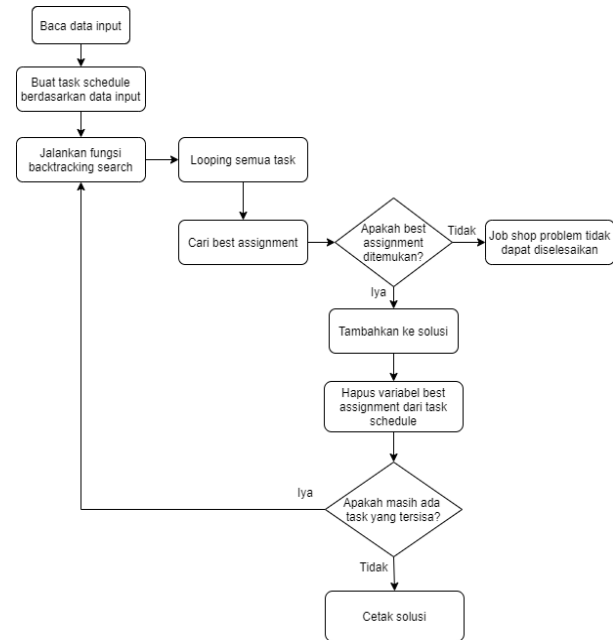 Baca data input
Buat task schedule
berdasarkan data input
Jalankan fungsi
backtracking search
Looping semua task
Cari best assignment
Apakah best
assignment
ditemukan?
Tidak
Job shop problem tidak
dapat diselesaikan
Iya
Tambahkan ke solusi
Hapus variabel best
assignment dari task
schedule
Apakah masih ada
task yang tersisa?
Iya
Tidak
Cetak solusi